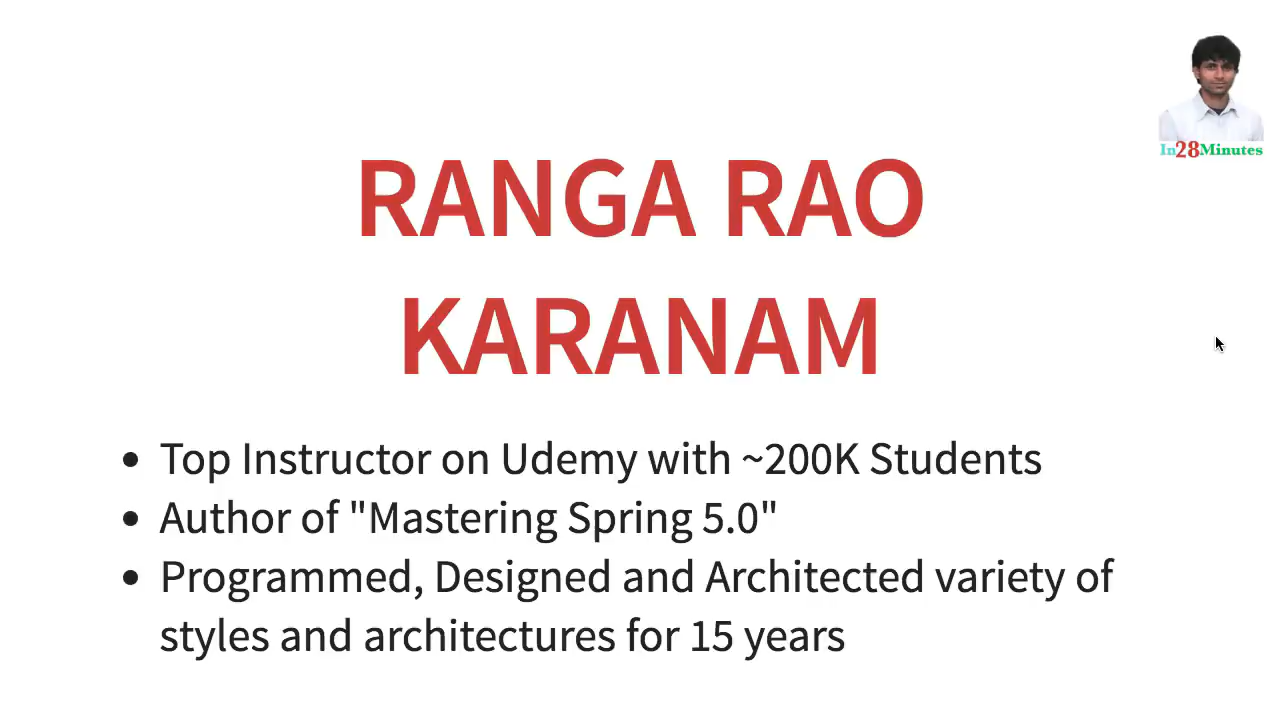 In28Minutes
RANGA RAO
KARANAM
• Top Instructor on Udemy with ~200K Students
• Author of "Mastering Spring 5.0"
• Programmed, Designed and Architected variety of
styles and architectures for 15 years